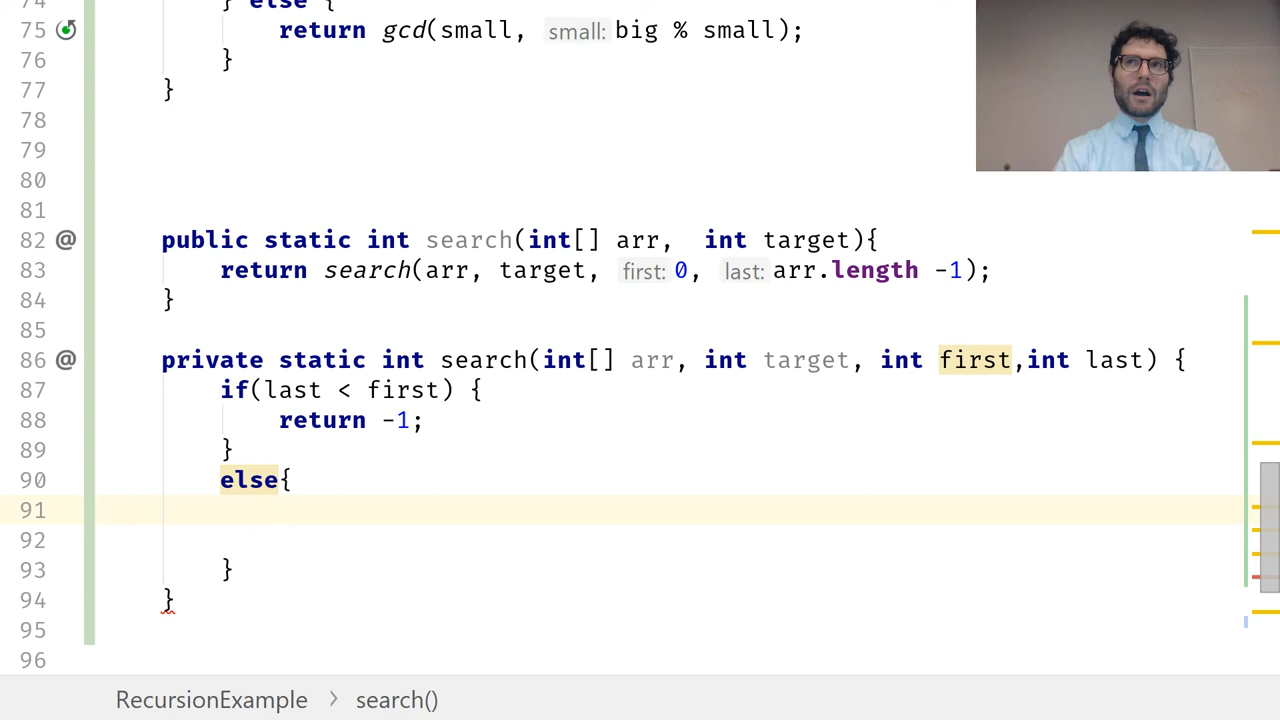 74 } else {
75 return gcd(small, small: big % small);
76 }
77 }
78
79
80
81
82 @ public static int search(int[] arr,  int target){
83 return search(arr, target, first: 0, last: arr.length -1);
84 }
85
86 @ private static int search(int[] arr, int target, int first,int last) {
87 if(last < first) {
88 return -1;
89 }
90 else{
91
92
93 }
94 }
95
96
RecursionExample > search()